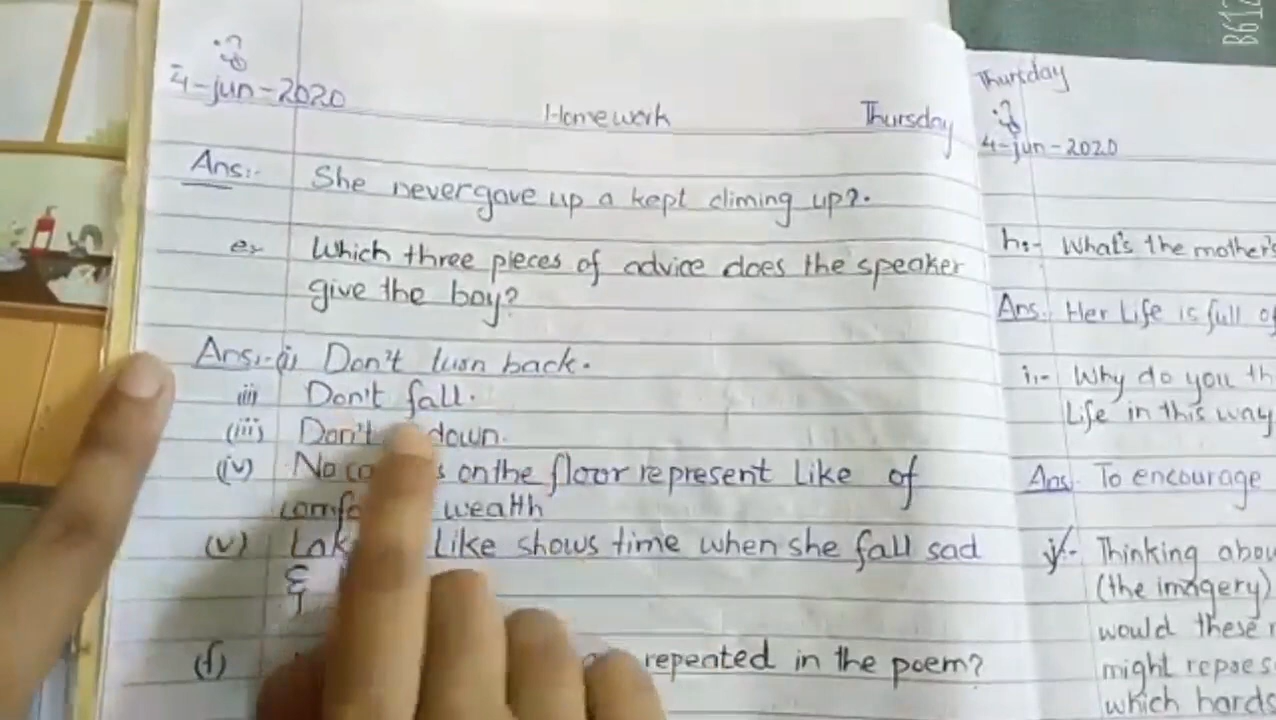 4-jun-2020
Homework
Thursday
Ans:- She never gave up a kept climing up?.
e:- Which three pieces of advice does the speaker
give the boy?
Ans:- (i) Don't turn back.
(ii) Don't fall.
(iii) Don't down.
(iv) No on the floor represent Like of
wealth
(v) Like shows time when she fall sad
&
(f) repeated in the poem?
Thursday
4-jun-2020
h:- What's the mother's
Ans. Her Life is full of
i:- Why do you th
Life in this way
Ans. To encourage
j:- Thinking abou
(the imagery)
would these
might repres
which hards
B612